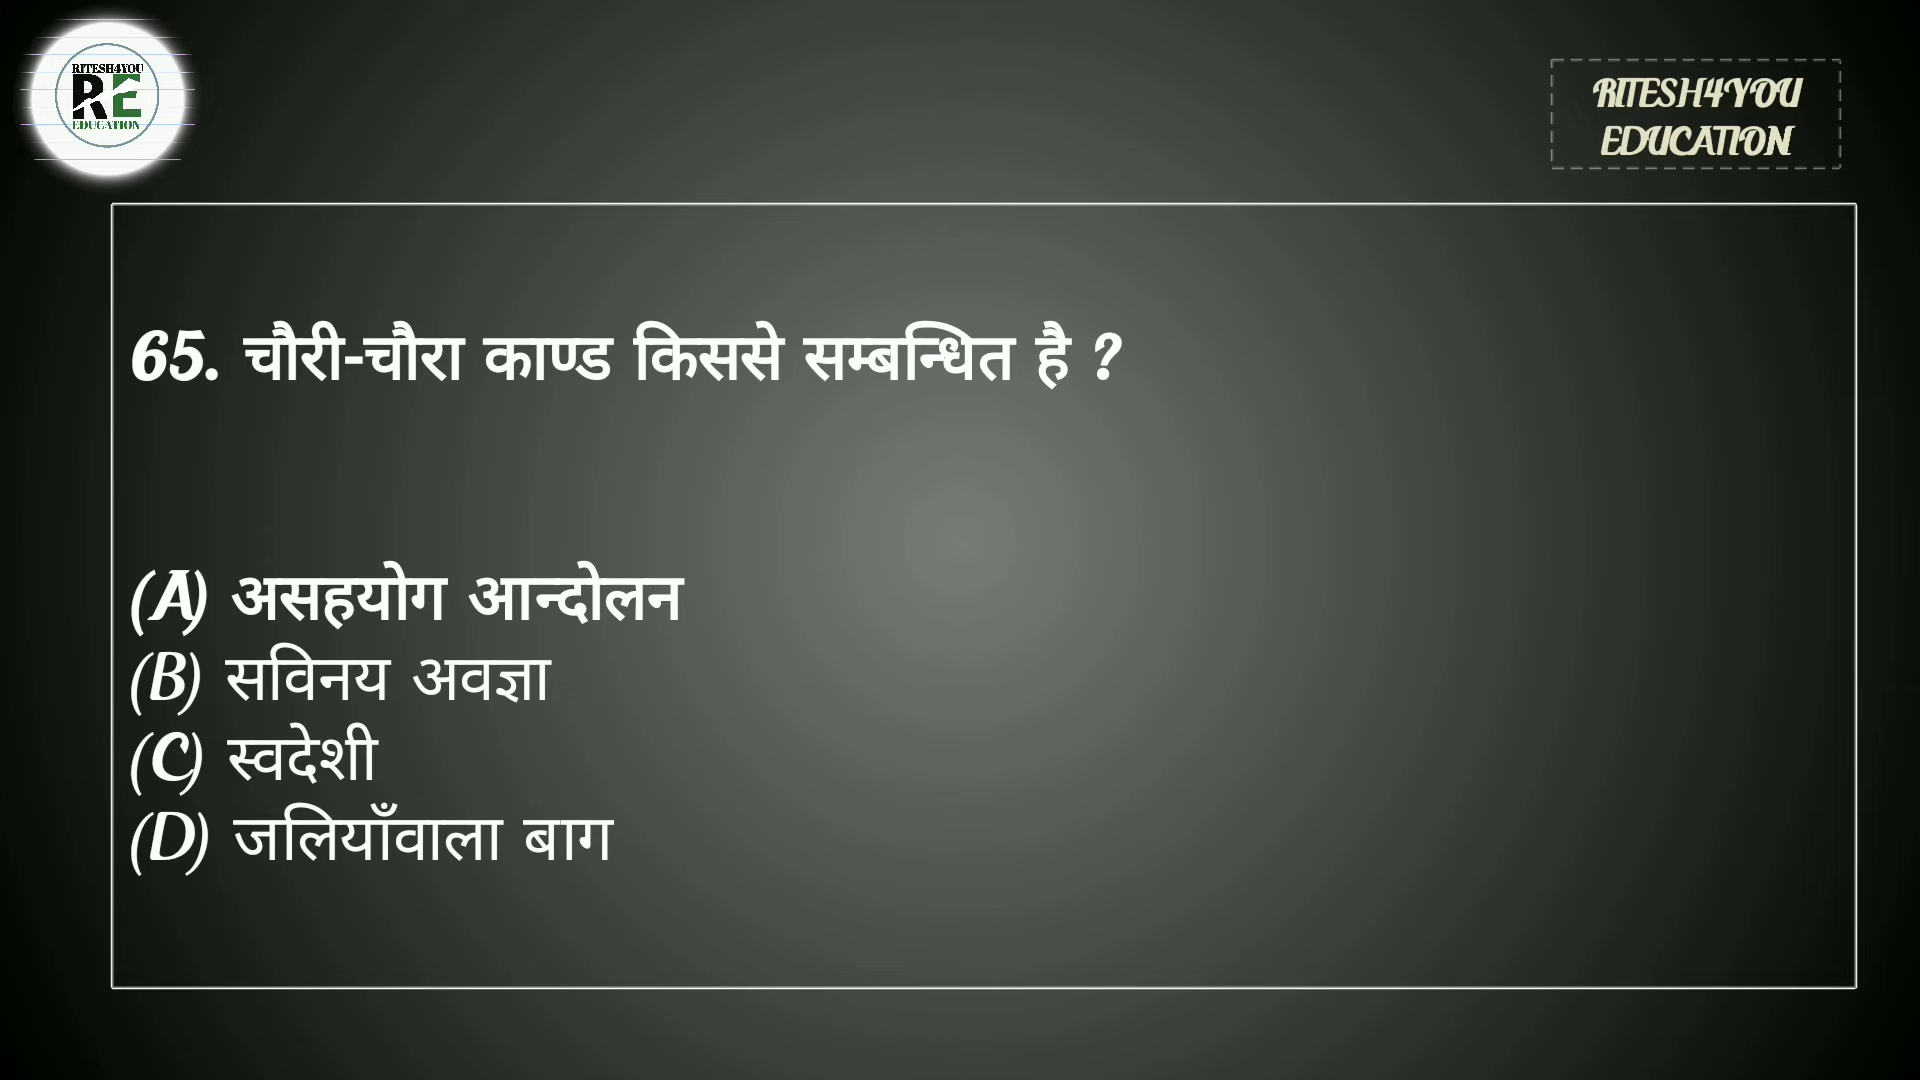 RITESH4YOU
RE
EDUCATION
RITESH4YOU
EDUCATION
65. चौरी-चौरा काण्ड किससे सम्बन्धित है ?
(A) असहयोग आन्दोलन
(B) सविनय अवज्ञा
(C) स्वदेशी
(D) जलियाँवाला बाग